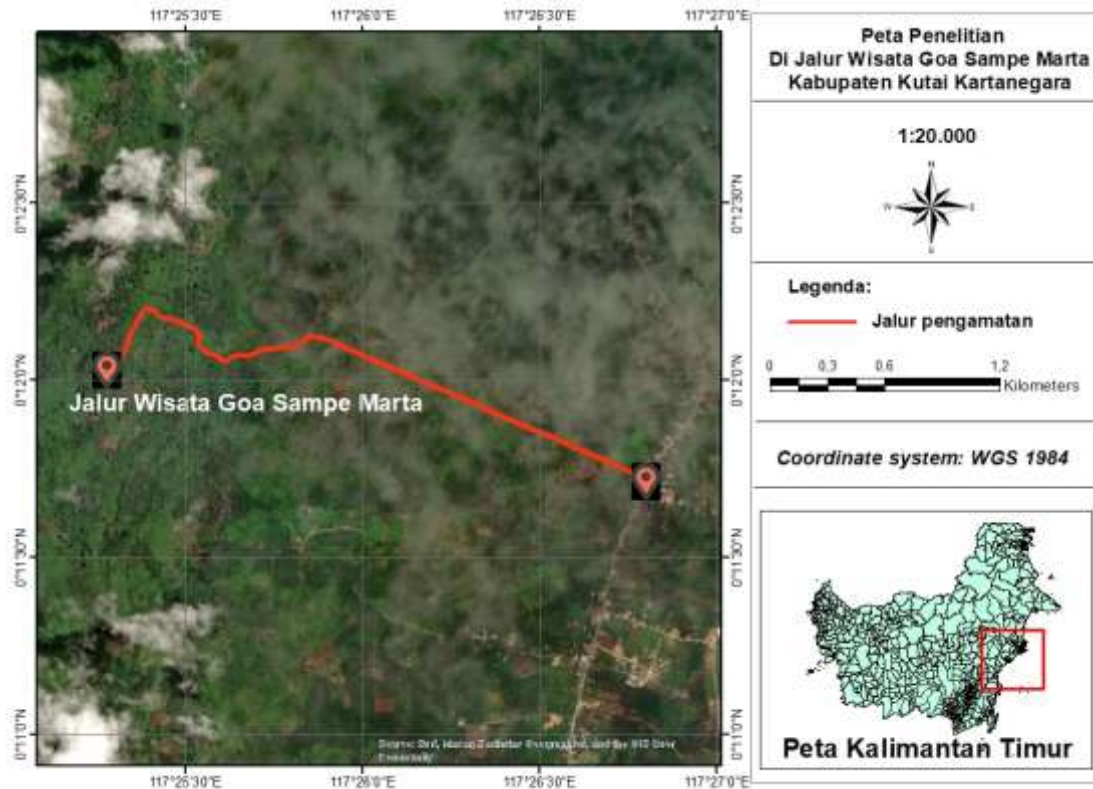 117°25'30"E 117°26'0"E 117°26'30"E 117°27'0"E
0°12'30"N 0°12'30"N
0°12'0"N 0°12'0"N
0°11'30"N 0°11'30"N
0°11'0"N 0°11'0"N
Jalur Wisata Goa Sampe Marta
117°25'30"E 117°26'0"E 117°26'30"E 117°27'0"E
Peta Penelitian
Di Jalur Wisata Goa Sampe Marta
Kabupaten Kutai Kartanegara
1:20.000
N
W E
S
Legenda:
Jalur pengamatan
0 0,3 0,6 1,2
Kilometers
Coordinate system: WGS 1984
Peta Kalimantan Timur